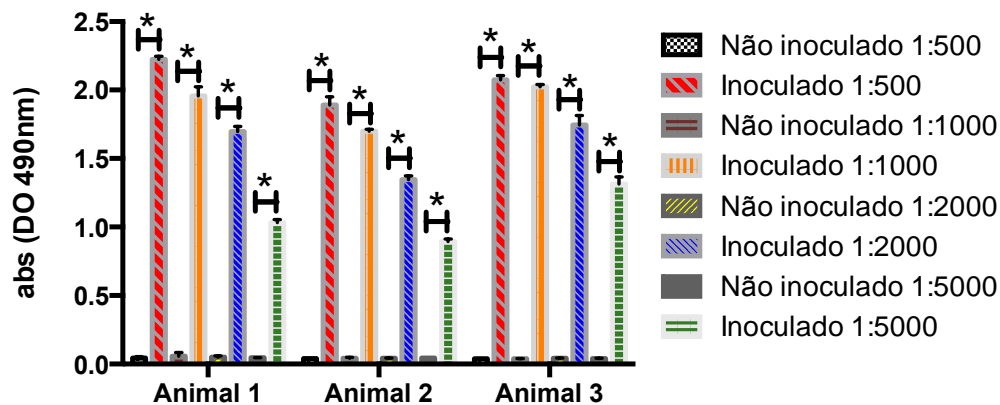 abs (DO 490nm)
2.5
2.0
1.5
1.0
0.5
0.0
* * * *
* * * *
* * * *
Animal 1
Animal 2
Animal 3
Não inoculado 1:500
Inoculado 1:500
Não inoculado 1:1000
Inoculado 1:1000
Não inoculado 1:2000
Inoculado 1:2000
Não inoculado 1:5000
Inoculado 1:5000